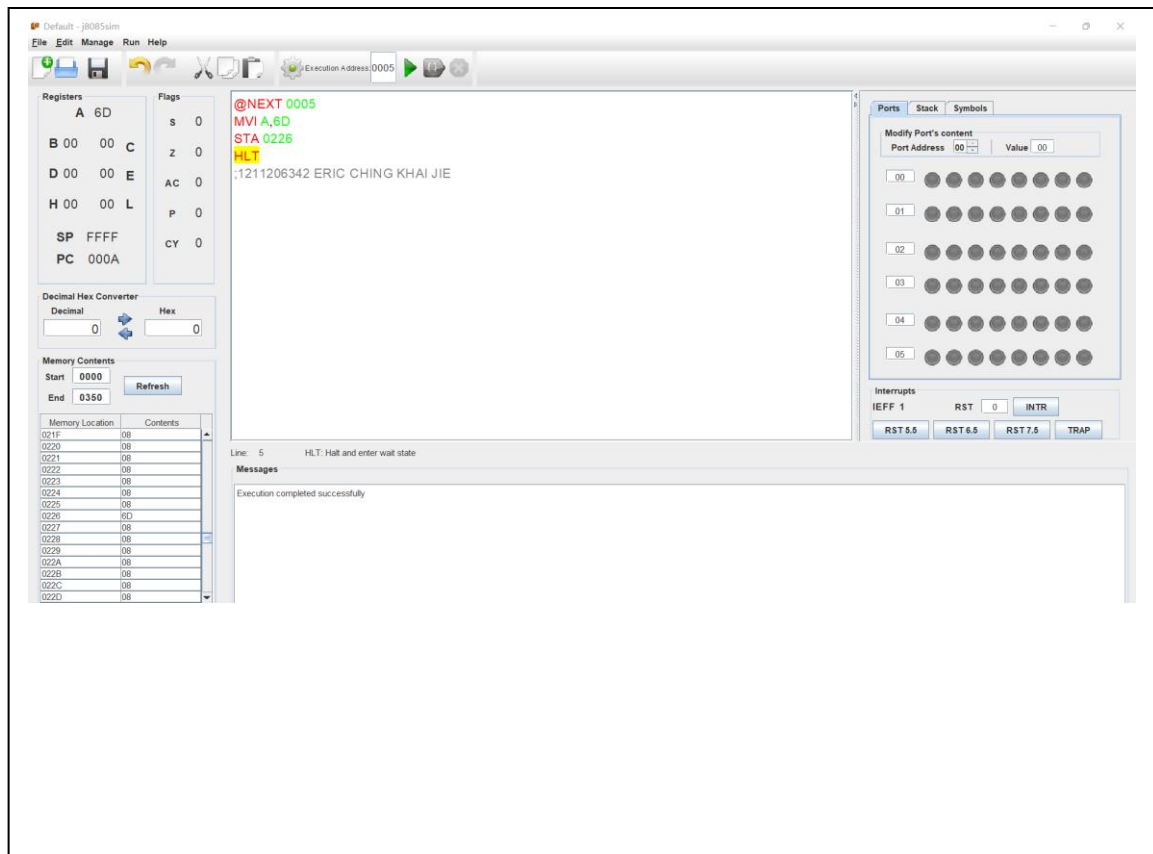 Default - j8085sim
File Edit Manage Run Help
Execution Address: 0005
Registers
A 6D
B 00 00 C
D 00 00 E
H 00 00 L
SP FFFF
PC 000A
Flags
S 0
Z 0
AC 0
P 0
CY 0
Decimal Hex Converter
Decimal Hex
0 0
Memory Contents
Start 0000
End 0350
Refresh
Memory Location Contents
021F 08
0220 08
0221 08
0222 08
0223 08
0224 08
0225 08
0226 6D
0227 08
0228 08
0229 08
022A 08
022B 08
022C 08
022D 08
@NEXT 0005
MVI A,6D
STA 0226
HLT
;1211206342 ERIC CHING KHAI JIE
Line: 5 HLT: Halt and enter wait state
Messages
Execution completed successfully
Ports Stack Symbols
Modify Port's content
Port Address 00 Value 00
00
01
02
03
04
05
Interrupts
IEFF 1 RST 0 INTR
RST 5.5 RST 6.5 RST 7.5 TRAP